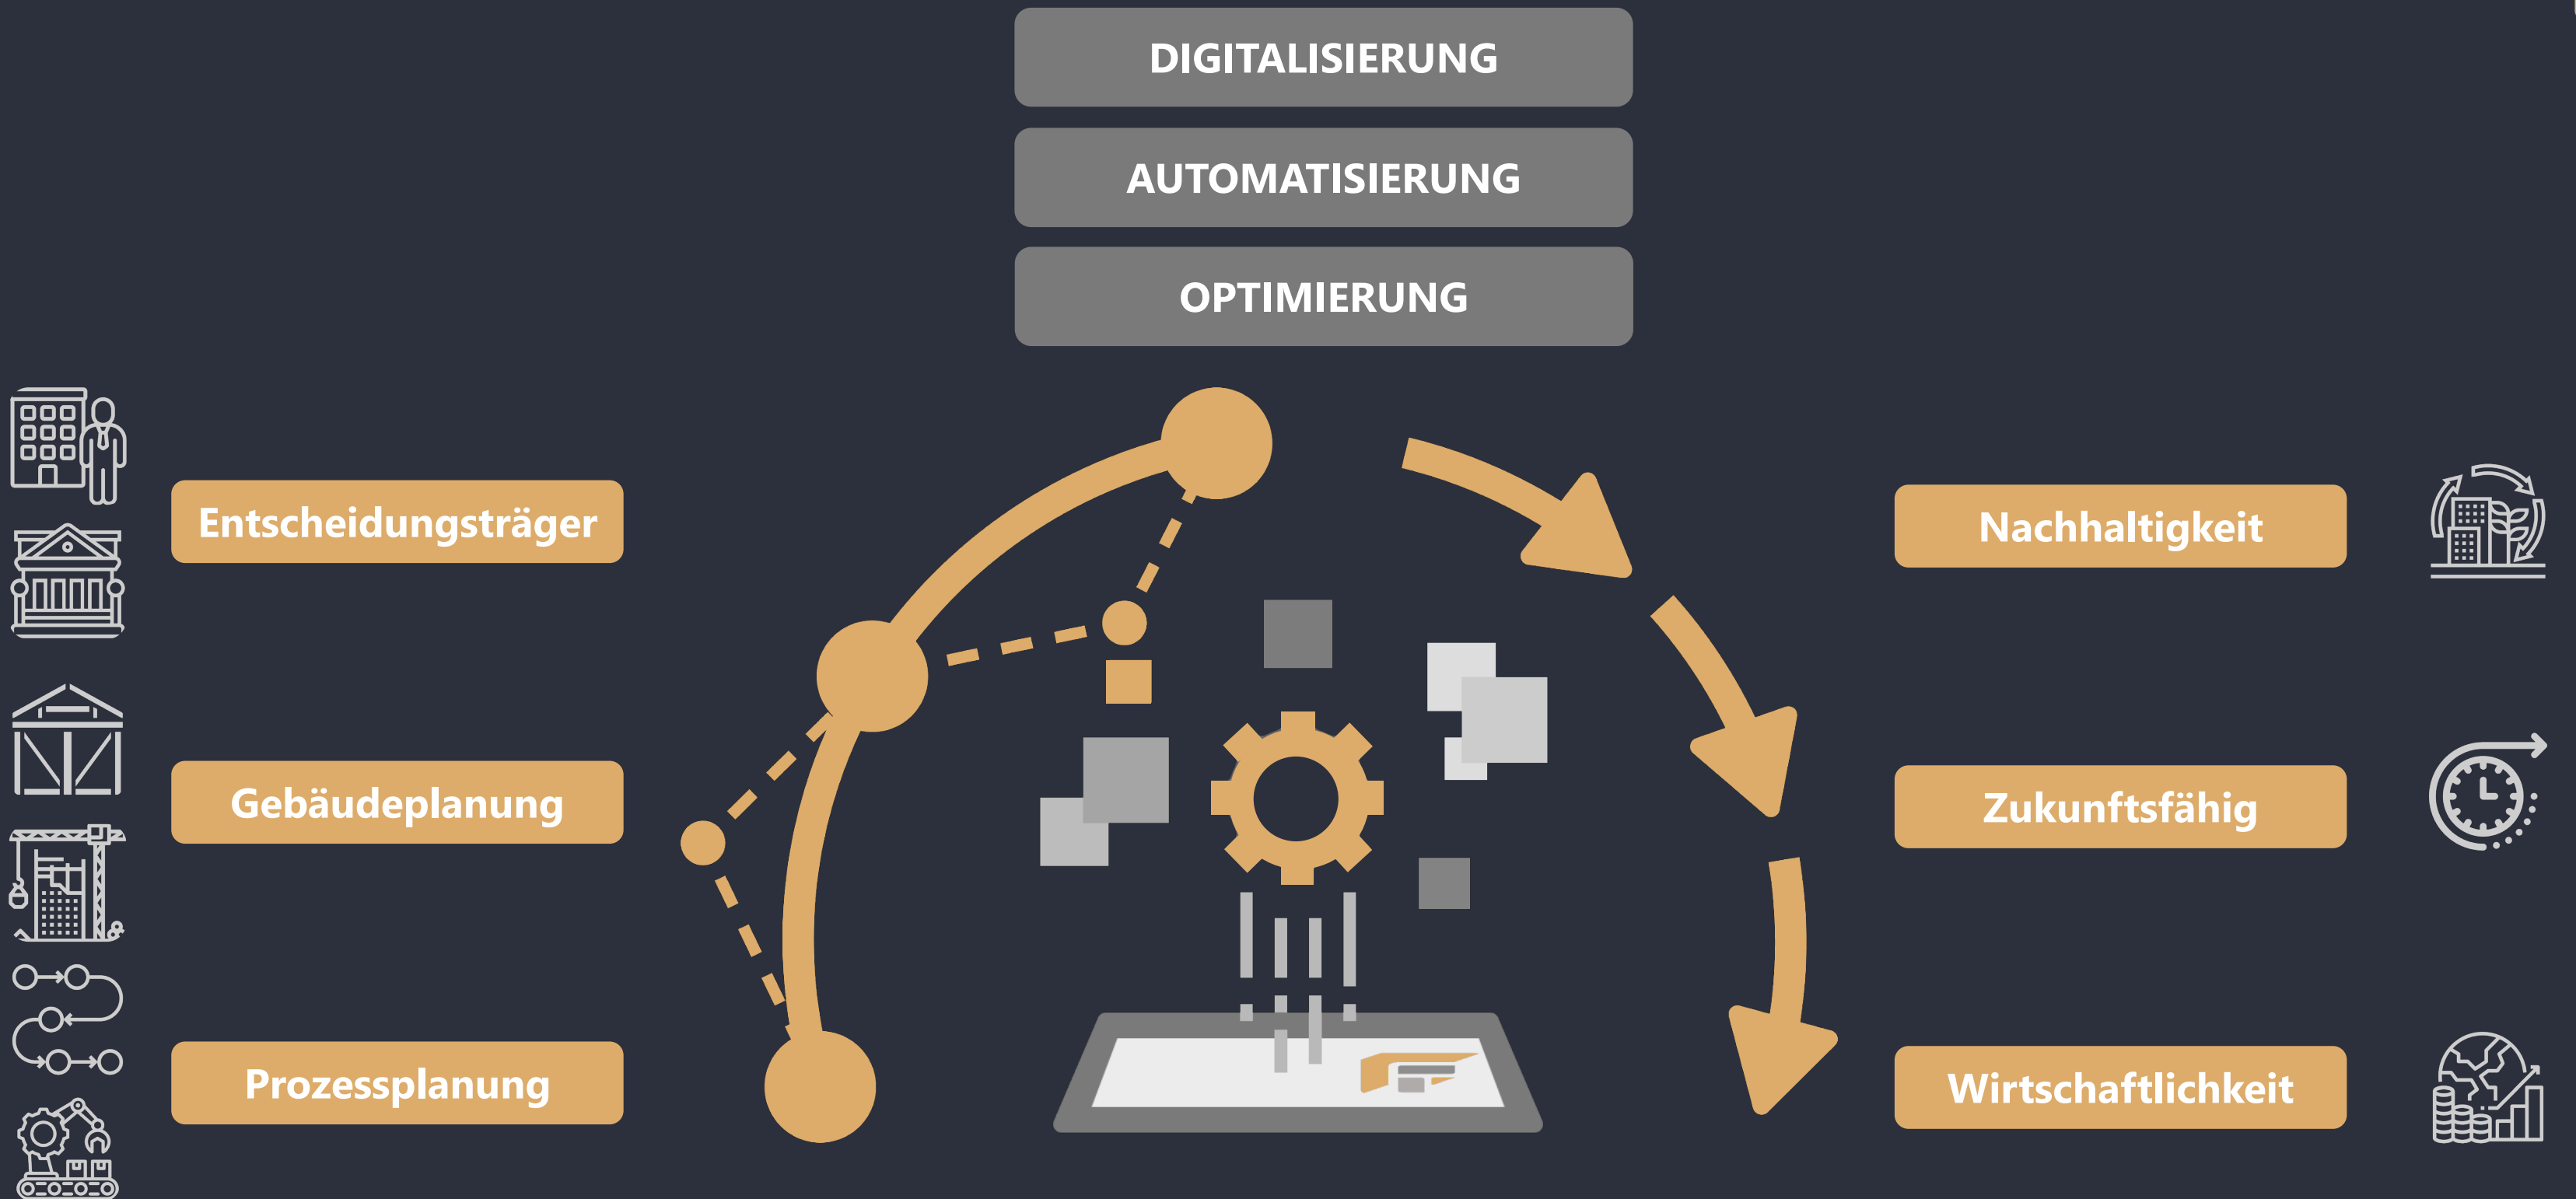 DIGITALISIERUNG
AUTOMATISIERUNG
OPTIMIERUNG
Entscheidungsträger
Gebäudeplanung
Prozessplanung
Nachhaltigkeit
Zukunftsfähig
Wirtschaftlichkeit